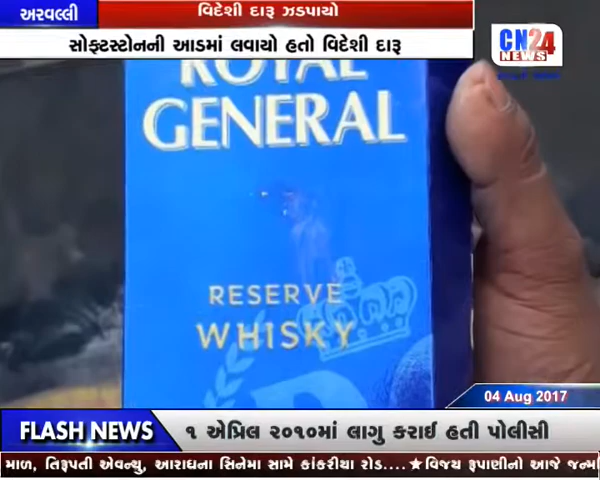 અરવલ્લી
વિદેશી દારૂ ઝડપાયો
સોફ્ટસ્ટોનની આડમાં લવાયો હતો વિદેશી દારૂ
CN24
NEWS
ROYAL
GENERAL
RESERVE
WHISKY
04 Aug 2017
FLASH NEWS
૧ એપ્રિલ ૨૦૧૦માં લાગુ કરાઈ હતી પોલીસી
માળ, તિરૂપતી એવન્યુ, આરાધના સિનેમા સામે કાંકરીયા રોડ....★વિજય રૂપાણીનો આજે